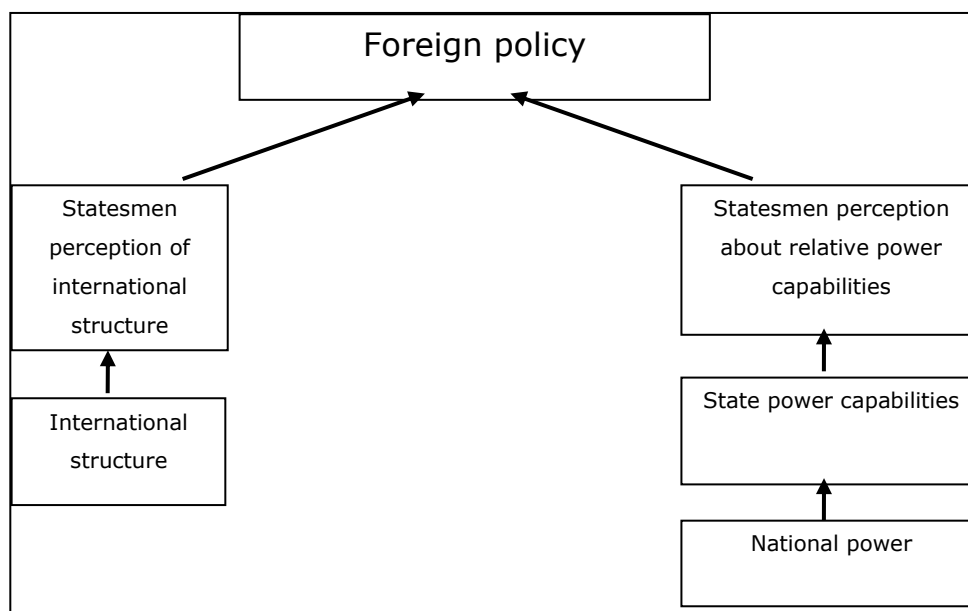 Foreign policy
Statesmen
perception of
international
structure
Statesmen perception
about relative power
capabilities
International
structure
State power capabilities
National power